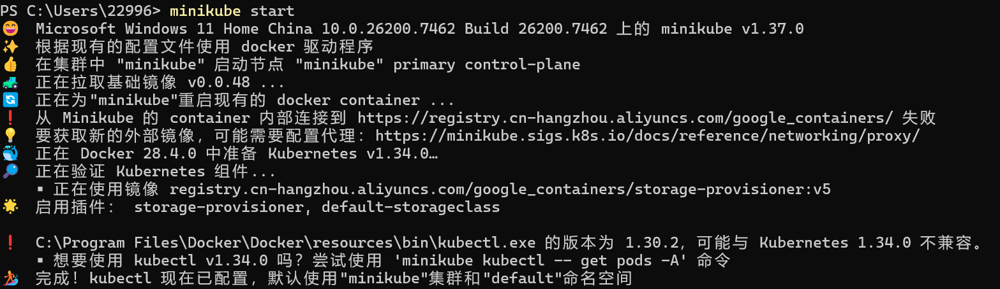 PS C:\Users\22996> minikube start
😄 Microsoft Windows 11 Home China 10.0.26200.7462 Build 26200.7462 上的 minikube v1.37.0
✨ 根据现有的配置文件使用 docker 驱动程序
👍 在集群中 "minikube" 启动节点 "minikube" primary control-plane
🚜 正在拉取基础镜像 v0.0.48 ...
🔄 正在为"minikube"重启现有的 docker container ...
❗ 从 Minikube 的 container 内部连接到 https://registry.cn-hangzhou.aliyuncs.com/google_containers/ 失败
💡 要获取新的外部镜像，可能需要配置代理：https://minikube.sigs.k8s.io/docs/reference/networking/proxy/
🐳 正在 Docker 28.4.0 中准备 Kubernetes v1.34.0…
🔎 正在验证 Kubernetes 组件...
▪ 正在使用镜像 registry.cn-hangzhou.aliyuncs.com/google_containers/storage-provisioner:v5
🌟 启用插件： storage-provisioner, default-storageclass
❗ C:\Program Files\Docker\Docker\resources\bin\kubectl.exe 的版本为 1.30.2，可能与 Kubernetes 1.34.0 不兼容。
▪ 想要使用 kubectl v1.34.0 吗？尝试使用 'minikube kubectl -- get pods -A' 命令
🏄 完成！kubectl 现在已配置，默认使用"minikube"集群和"default"命名空间